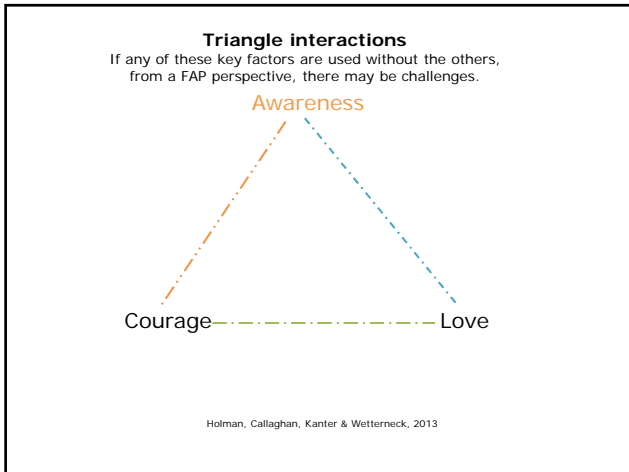 Triangle interactions
If any of these key factors are used without the others,
from a FAP perspective, there may be challenges.
Awareness
Courage
Love
Holman, Callaghan, Kanter & Wetterneck, 2013